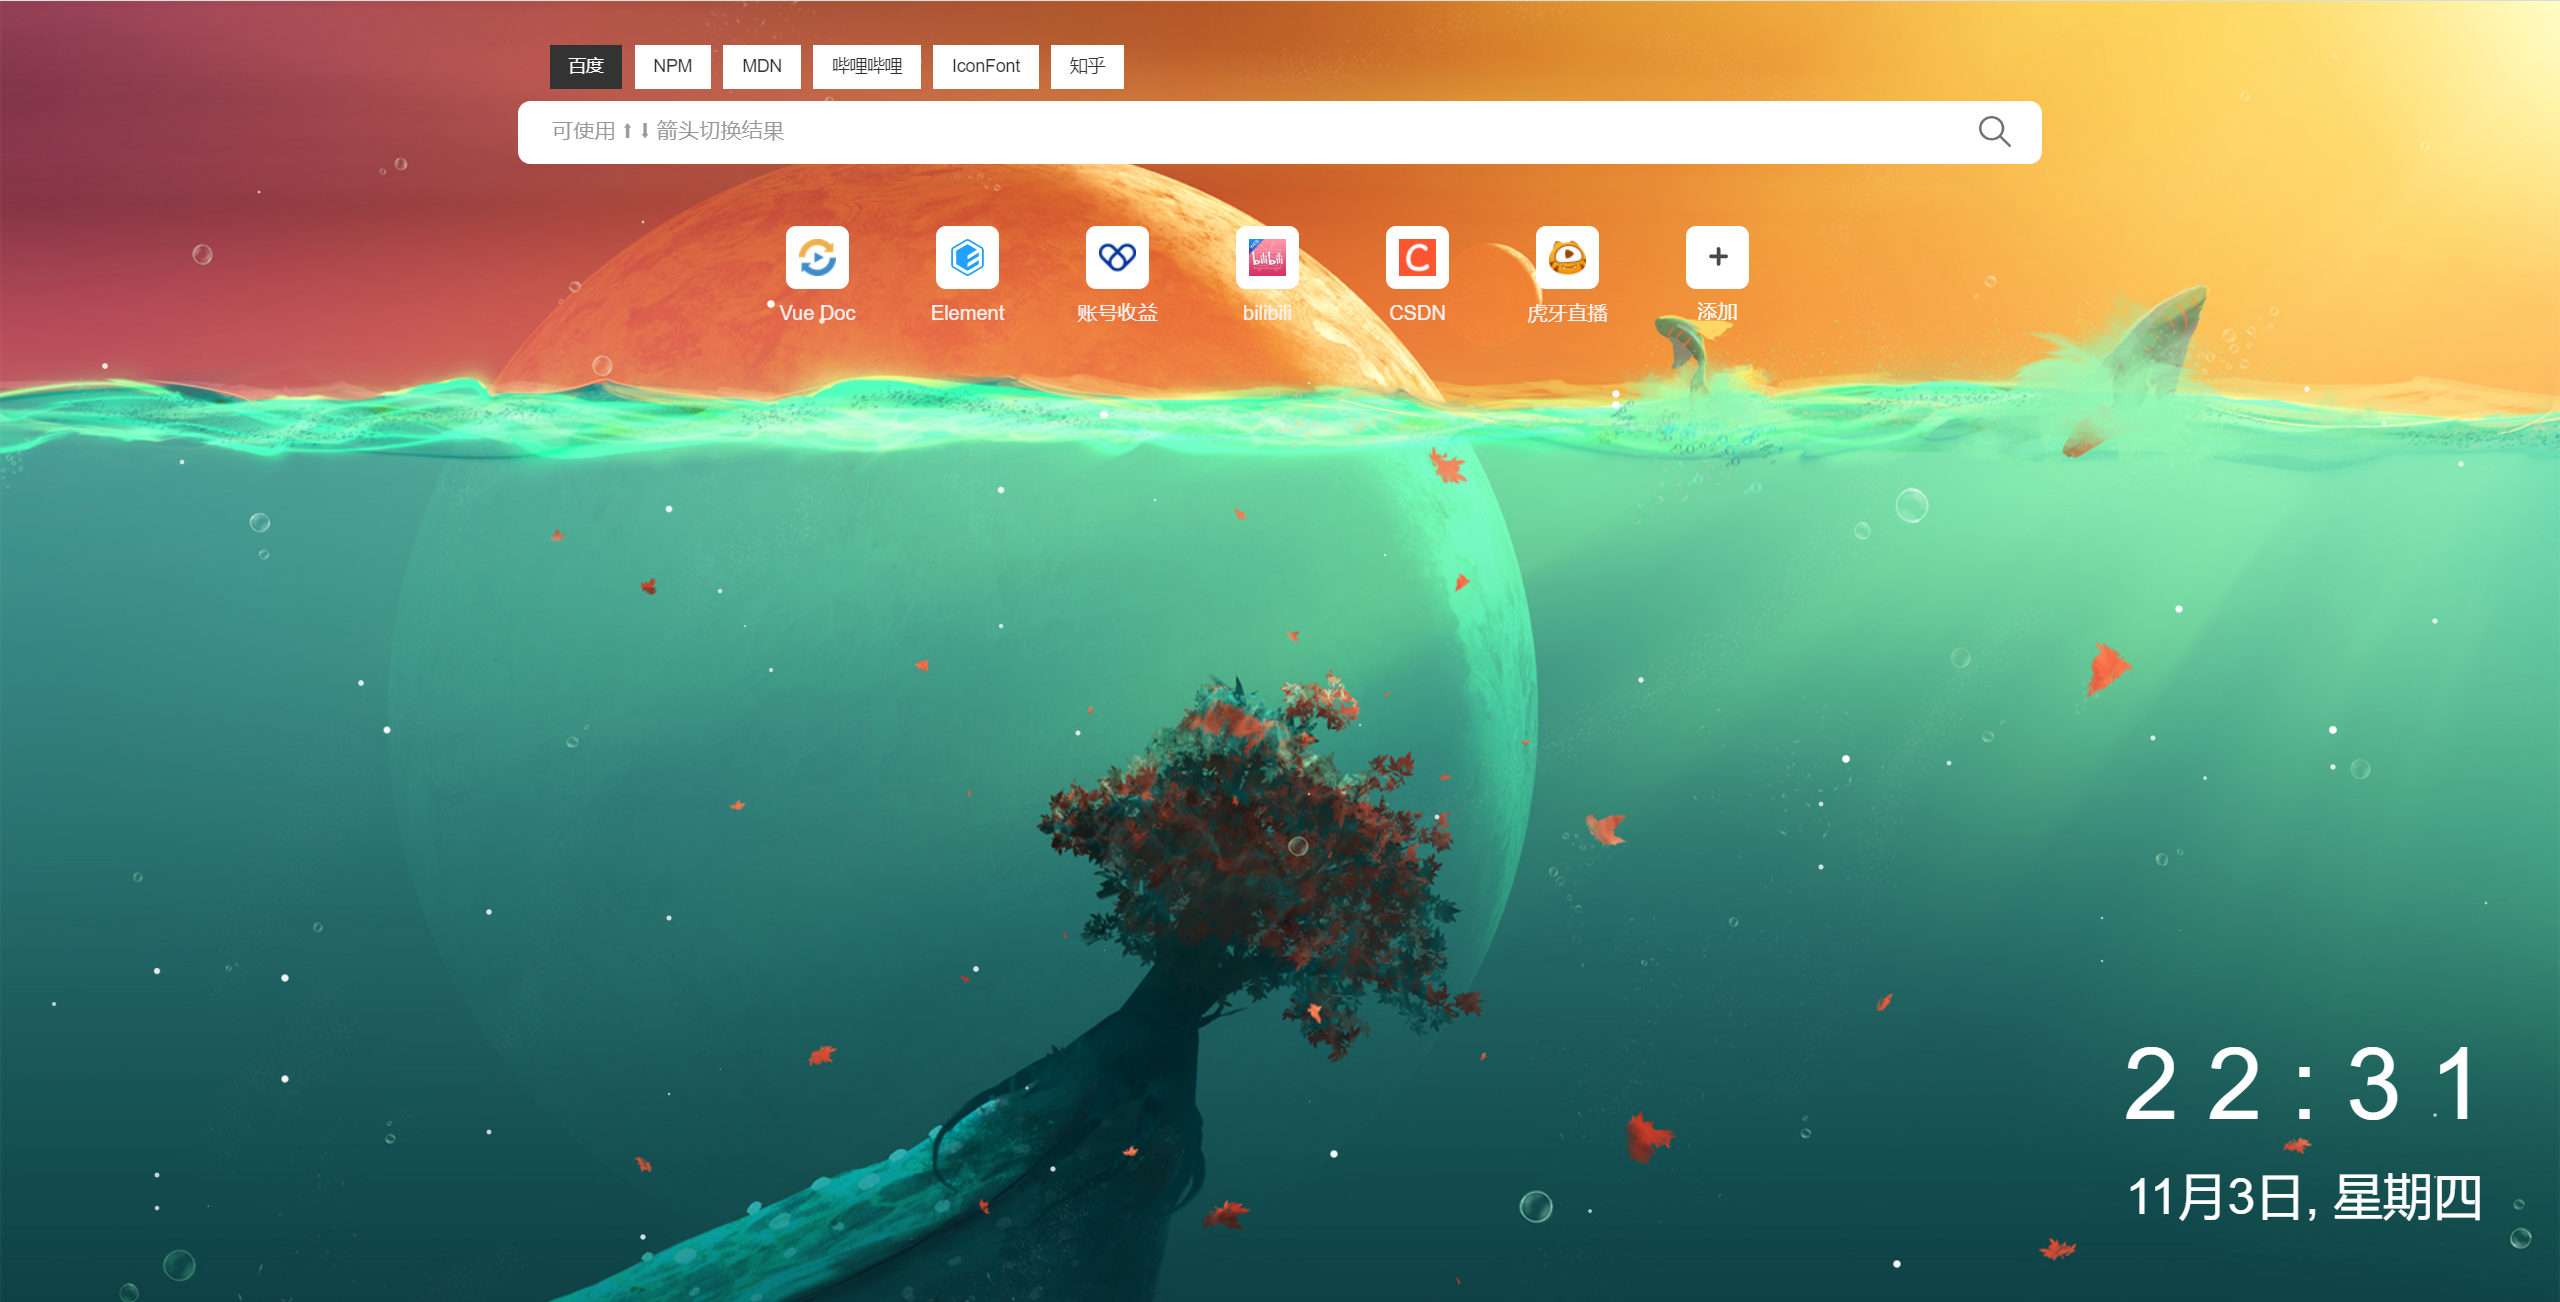 百度 NPM MDN 哔哩哔哩 IconFont 知乎
可使用⬆⬇箭头切换结果
Vue Doc Element 账号收益 bilibili CSDN 虎牙直播 添加
22:31
11月3日, 星期四